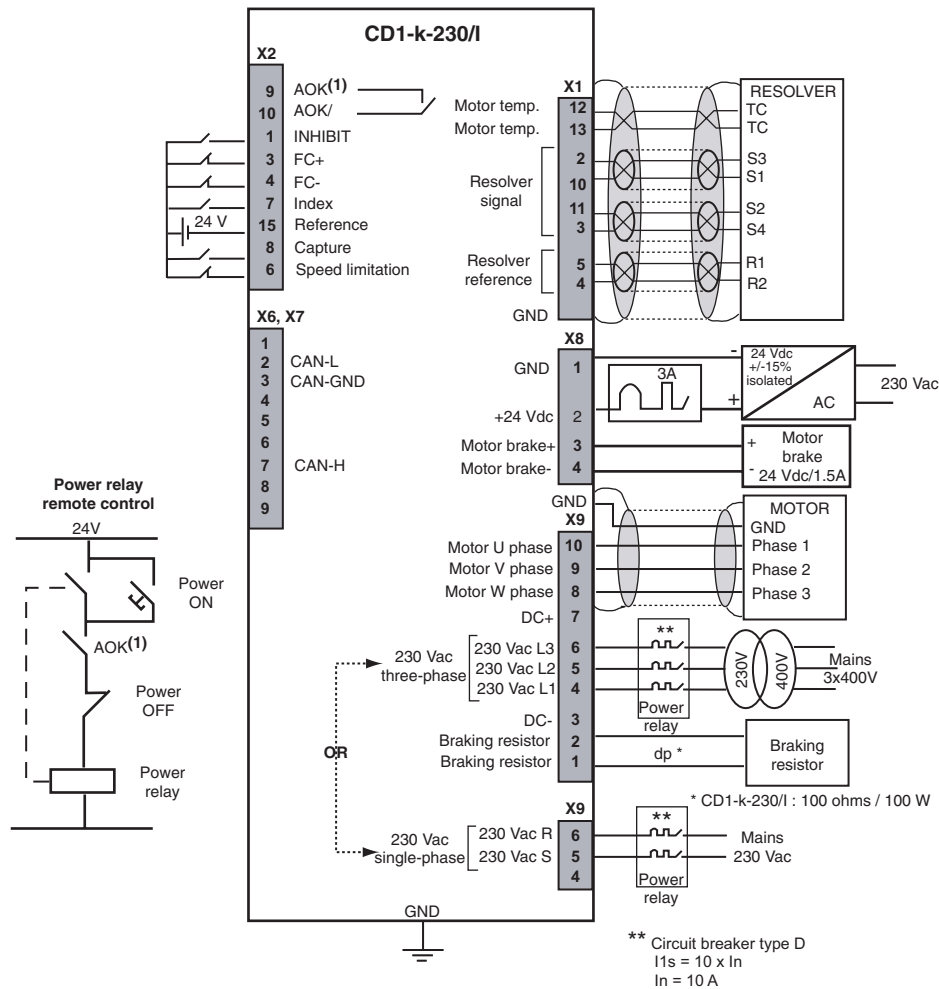 CD1-k-230/I
X2
9 AOK(1)
10 AOK/
1 INHIBIT
3 FC+
4 FC-
7 Index
15 Reference
8 Capture
6 Speed limitation
24 V
X6, X7
1
2 CAN-L
3 CAN-GND
4
5
6
7 CAN-H
8
9
Power relay
remote control
24V
Power
ON
AOK(1)
Power
OFF
Power
relay
X1
Motor temp. 12
Motor temp. 13
Resolver
signal
2
10
11
3
Resolver
reference
5
4
GND
RESOLVER
TC
TC
S3
S1
S2
S4
R1
R2
X8
GND 1
+24 Vdc 2
Motor brake+ 3
Motor brake- 4
3A
-
+
24 Vdc
+/-15%
isolated
AC
230 Vac
+ Motor
brake
- 24 Vdc/1.5A
GND
X9
Motor U phase 10
Motor V phase 9
Motor W phase 8
DC+ 7
MOTOR
GND
Phase 1
Phase 2
Phase 3
230 Vac
three-phase
230 Vac L3 6
230 Vac L2 5
230 Vac L1 4
DC- 3
Braking resistor 2
Braking resistor 1
**
Power
relay
230V
400V
Mains
3x400V
dp *
Braking
resistor
* CD1-k-230/I : 100 ohms / 100 W
OR
X9
230 Vac
single-phase
230 Vac R 6
230 Vac S 5
4
**
Power
relay
Mains
230 Vac
GND
** Circuit breaker type D
I1s = 10 x In
In = 10 A